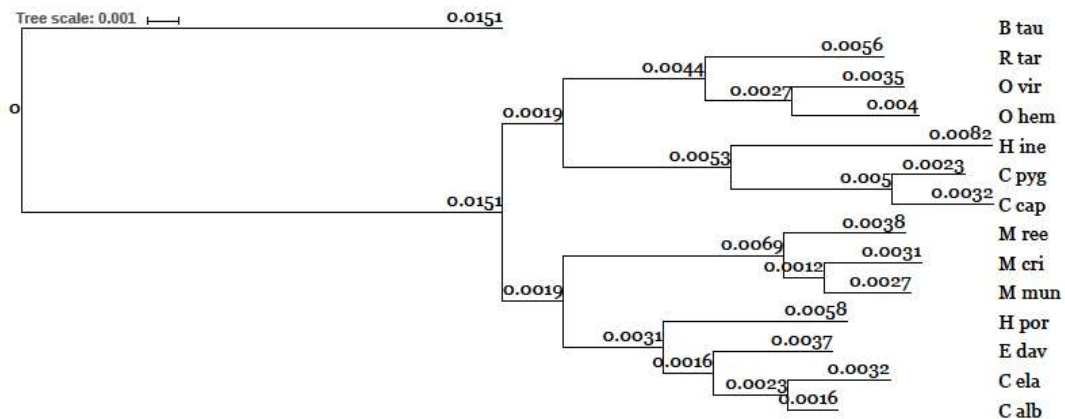 Tree scale: 0.001
0.0151 B tau
0.0056 R tar
0.0044 0.0035 O vir
0.0027
0 0.0019 0.004 O hem
0.0082 H ine
0.0053 0.0023 C pyg
0.005
0.0151 0.0032 C cap
0.0038 M ree
0.0069 0.0031 M cri
0.0012
0.0019 0.0027 M mun
0.0058 H por
0.0031 0.0037 E dav
0.0016
0.0032 C ela
0.0023
0.0016 C alb